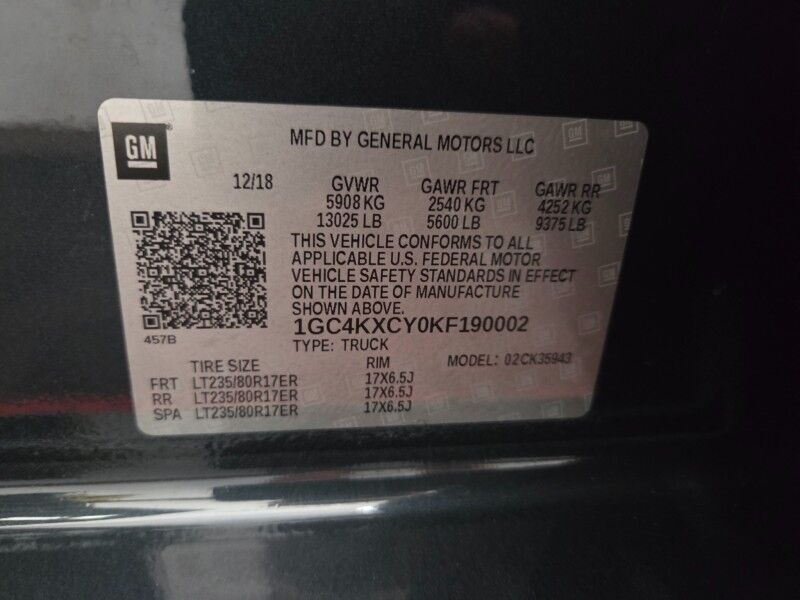 GM
MFD BY GENERAL MOTORS LLC
12/18 GVWR GAWR FRT GAWR RR
5908 KG 2540 KG 4252 KG
13025 LB 5600 LB 9375 LB
THIS VEHICLE CONFORMS TO ALL
APPLICABLE U.S. FEDERAL MOTOR
VEHICLE SAFETY STANDARDS IN EFFECT
ON THE DATE OF MANUFACTURE
SHOWN ABOVE.
457B
1GC4KXCY0KF190002
TYPE: TRUCK MODEL: 02CK35943
TIRE SIZE RIM
FRT LT235/80R17ER 17X6.5J
RR LT235/80R17ER 17X6.5J
SPA LT235/80R17ER 17X6.5J